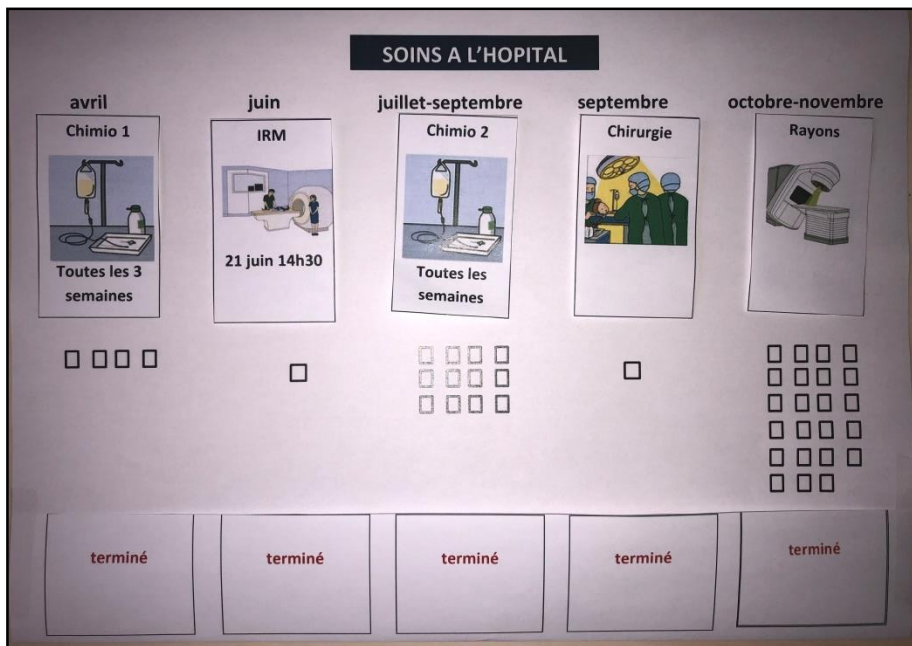 SOINS A L'HOPITAL
avril
Chimio 1
Toutes les 3
semaines
juin
IRM
21 juin 14h30
juillet-septembre
Chimio 2
Toutes les
semaines
septembre
Chirurgie
octobre-novembre
Rayons
terminé
terminé
terminé
terminé
terminé